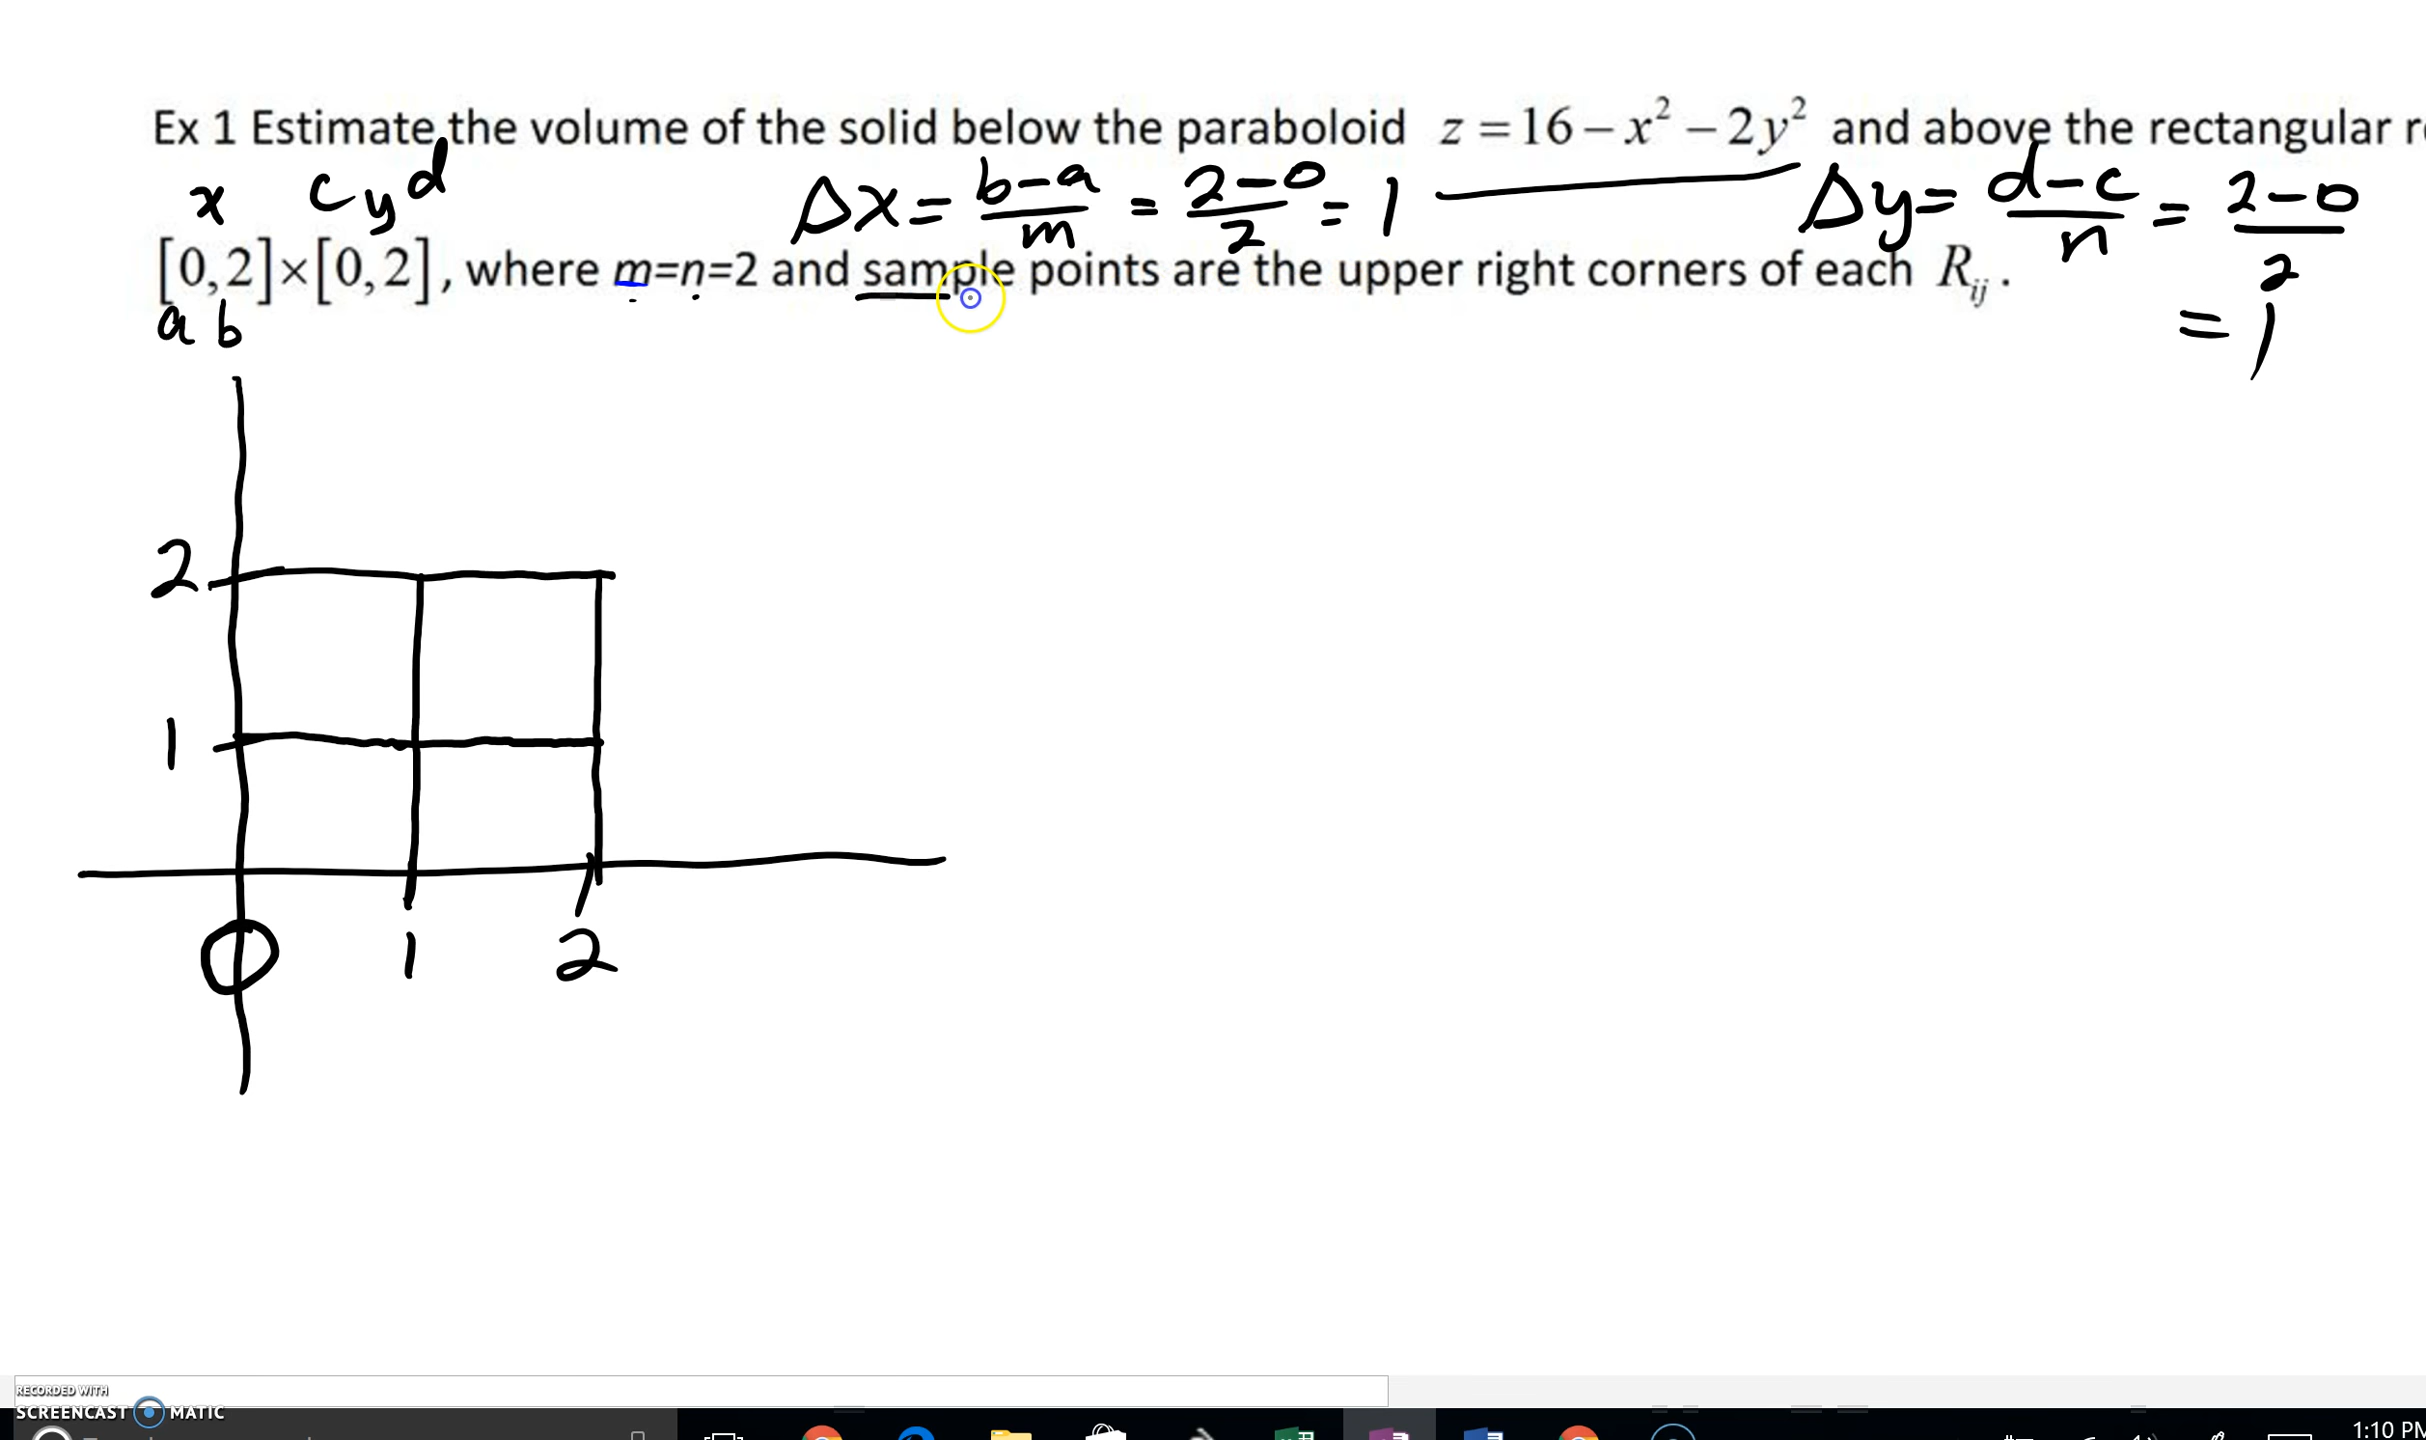 Ex 1 Estimate the volume of the solid below the paraboloid z = 16 − x² − 2y² and above the rectangular
x c y d Δx = b−a/m = 2−0/2 = 1 Δy = d−c/n = 2−0/2
[0,2]×[0,2], where m=n=2 and sample points are the upper right corners of each Rᵢⱼ.
a b = 1
2
1
0 1 2
RECORDED WITH
SCREENCAST MATIC
1:10 PM